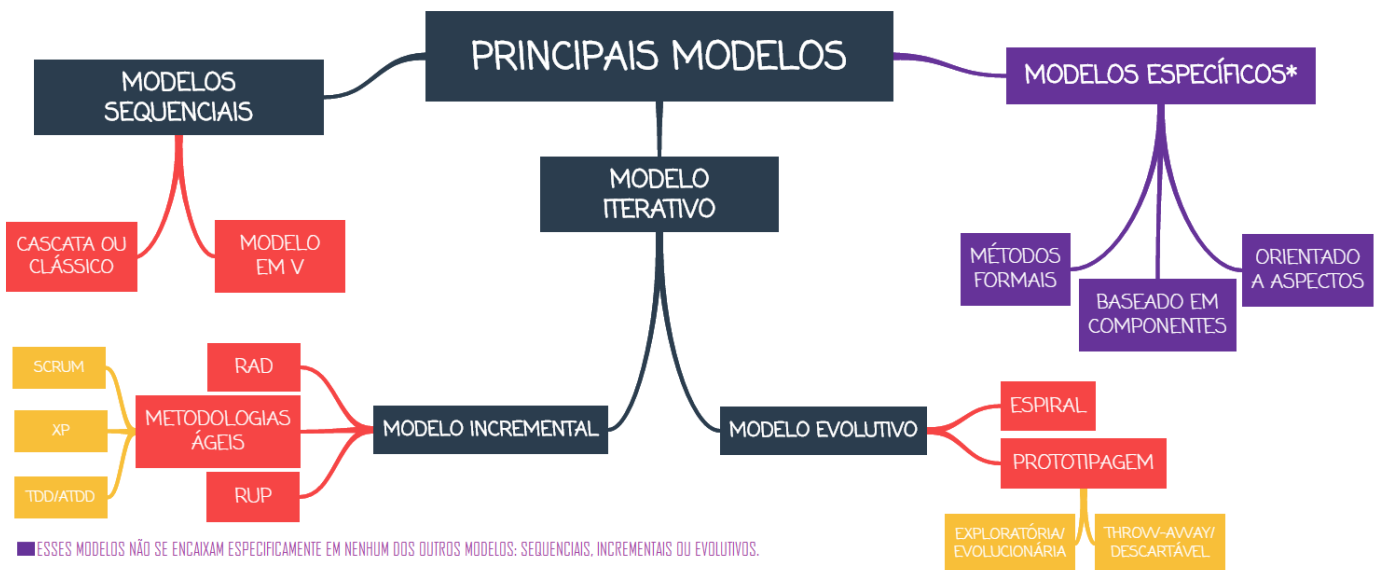 PRINCIPAIS MODELOS
MODELOS
SEQUENCIAIS
MODELOS ESPECÍFICOS*
MODELO
ITERATIVO
CASCATA OU
CLÁSSICO
MODELO
EM V
MÉTODOS
FORMAIS
BASEADO EM
COMPONENTES
ORIENTADO
A ASPECTOS
SCRUM
XP
TDD/ATDD
RAD
METODOLOGIAS
ÁGEIS
RUP
MODELO INCREMENTAL
MODELO EVOLUTIVO
ESPIRAL
PROTOTIPAGEM
EXPLORATÓRIA/
EVOLUCIONÁRIA
THROW-AWAY/
DESCARTÁVEL
ESSES MODELOS NÃO SE ENCAIXAM ESPECIFICAMENTE EM NENHUM DOS OUTROS MODELOS: SEQUENCIAIS, INCREMENTAIS OU EVOLUTIVOS.